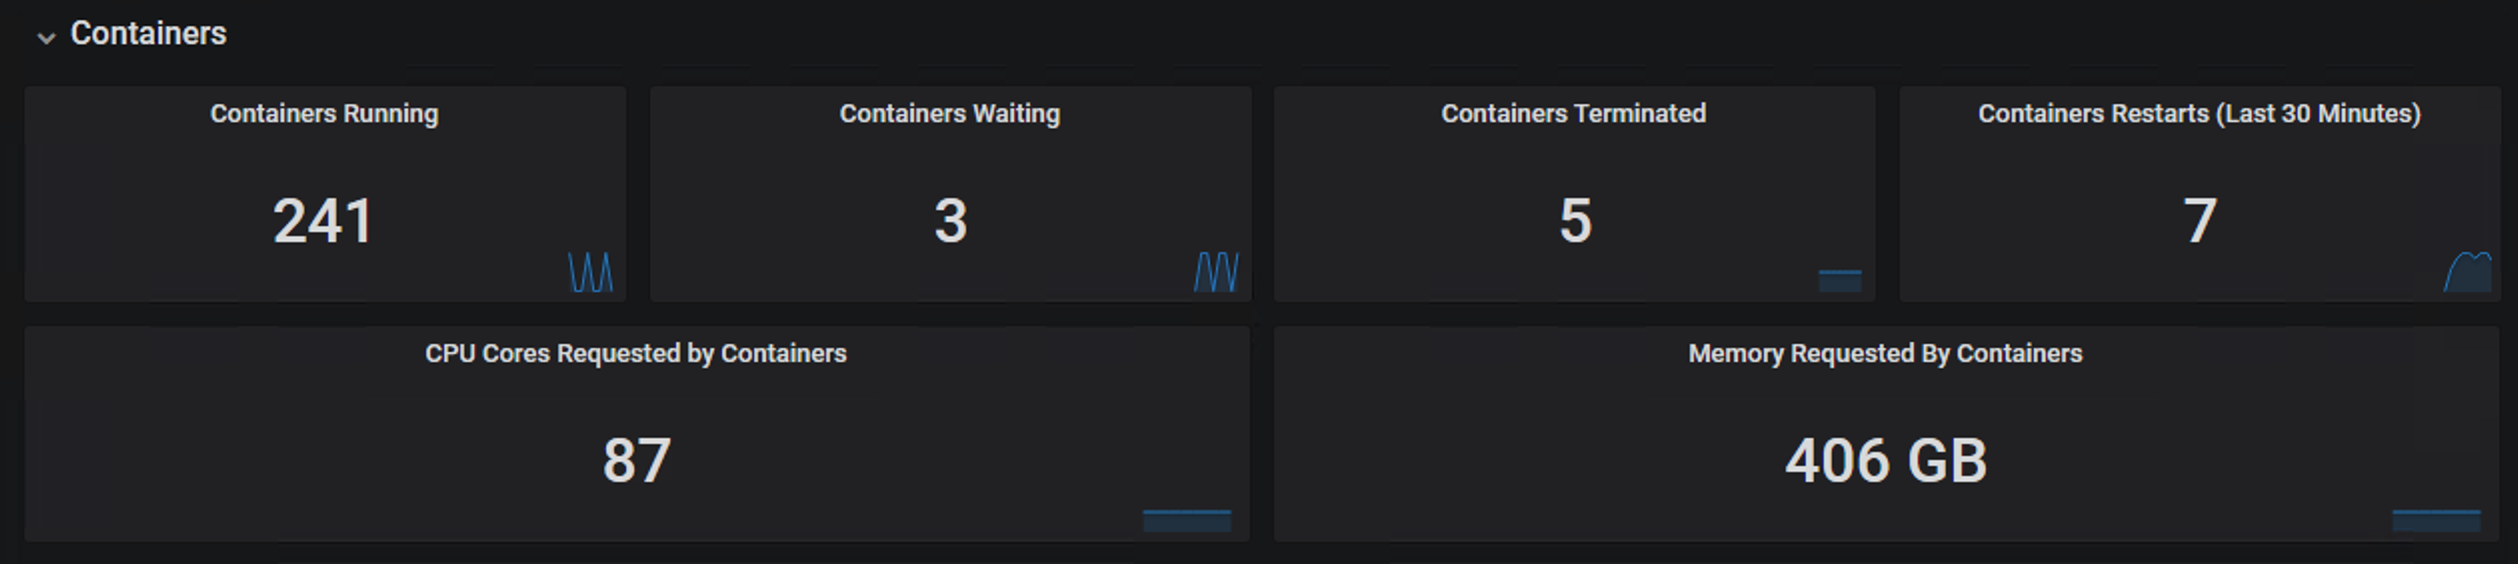 Containers
Containers Running
Containers Waiting
Containers Terminated
Containers Restarts (Last 30 Minutes)
241
3
5
7
CPU Cores Requested by Containers
Memory Requested By Containers
87
406 GB